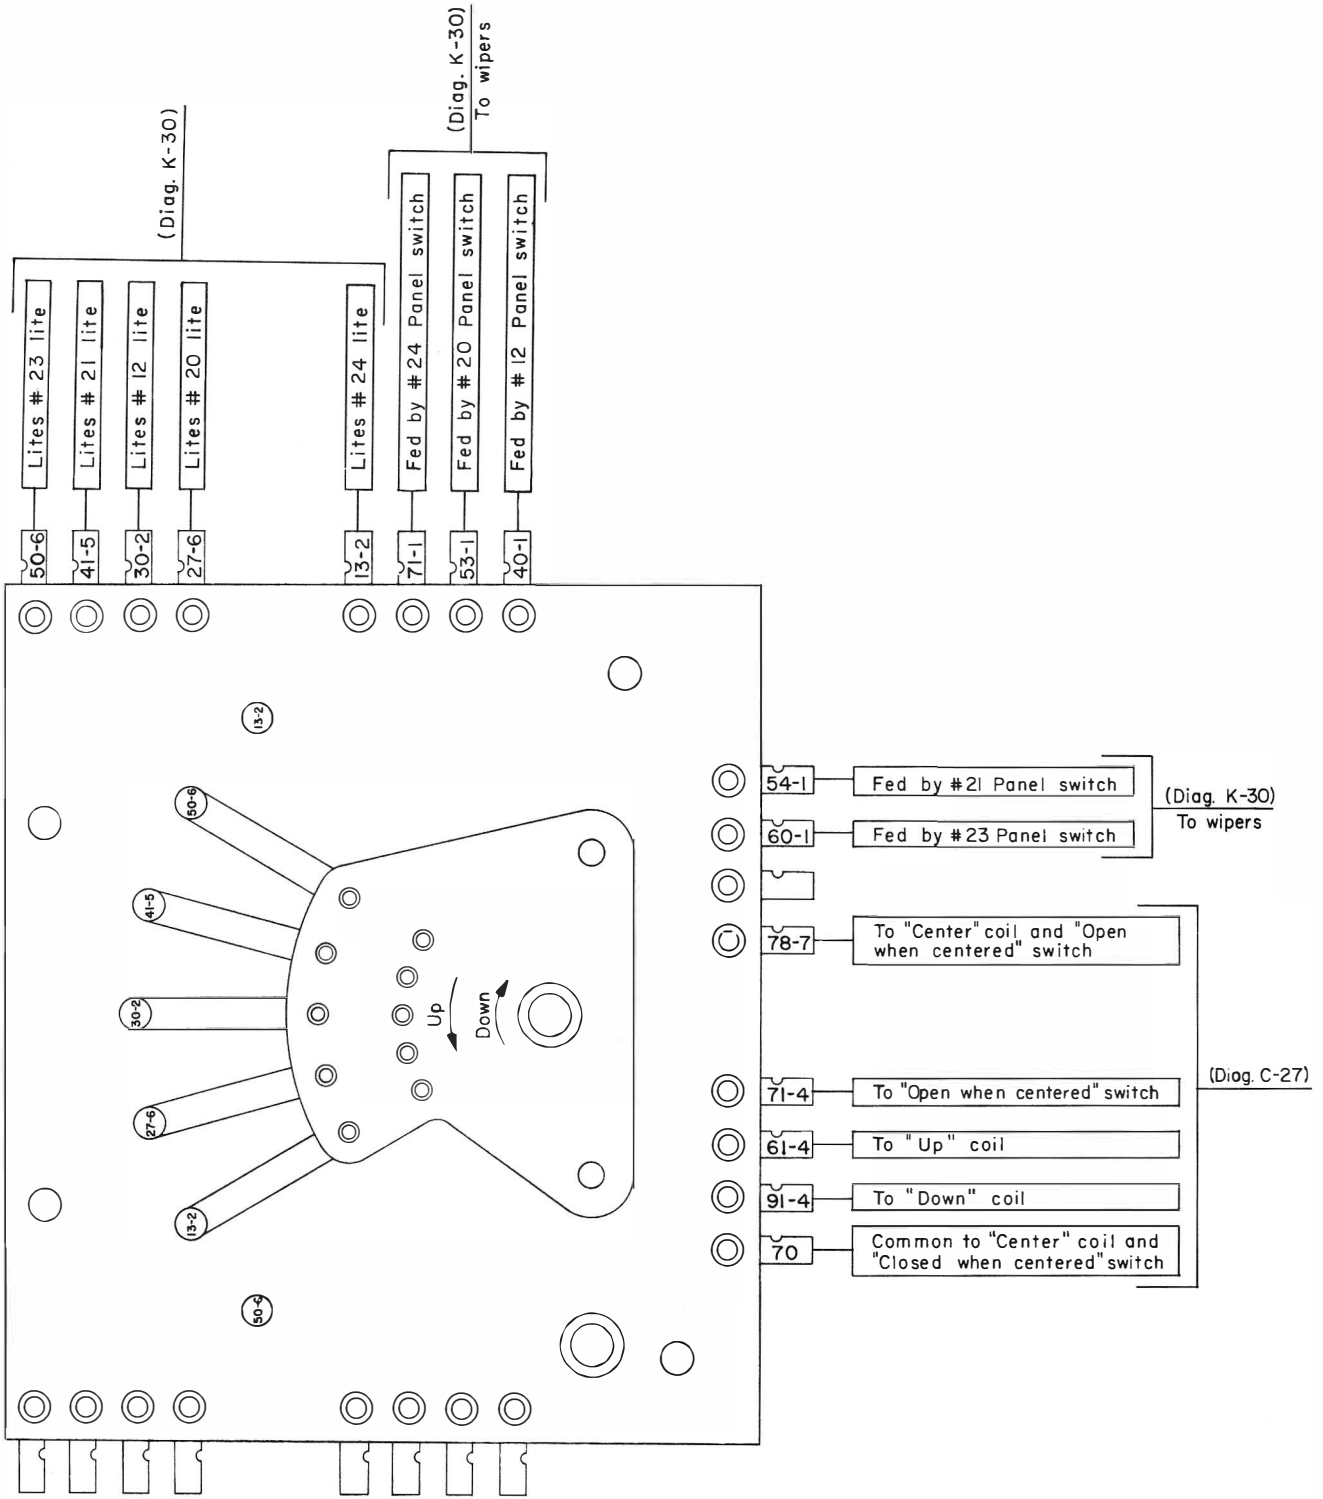 (Diag. K-30)
(Diag. K-30)
To wipers
Lites # 23 lite
Lites # 21 lite
Lites # 12 lite
Lites # 20 lite
Lites # 24 lite
Fed by # 24 Panel switch
Fed by # 20 Panel switch
Fed by # 12 Panel switch
50-6
41-5
30-2
27-6
13-2
71-1
53-1
40-1
13-2
50-6
41-5
30-2
27-6
13-2
50-6
Up
Down
54-1
Fed by #21 Panel switch
60-1
Fed by #23 Panel switch
(Diag. K-30)
To wipers
78-7
To "Center" coil and "Open
when centered" switch
71-4
To "Open when centered" switch
61-4
To "Up" coil
91-4
To "Down" coil
70
Common to "Center" coil and
"Closed when centered" switch
(Diag. C-27)